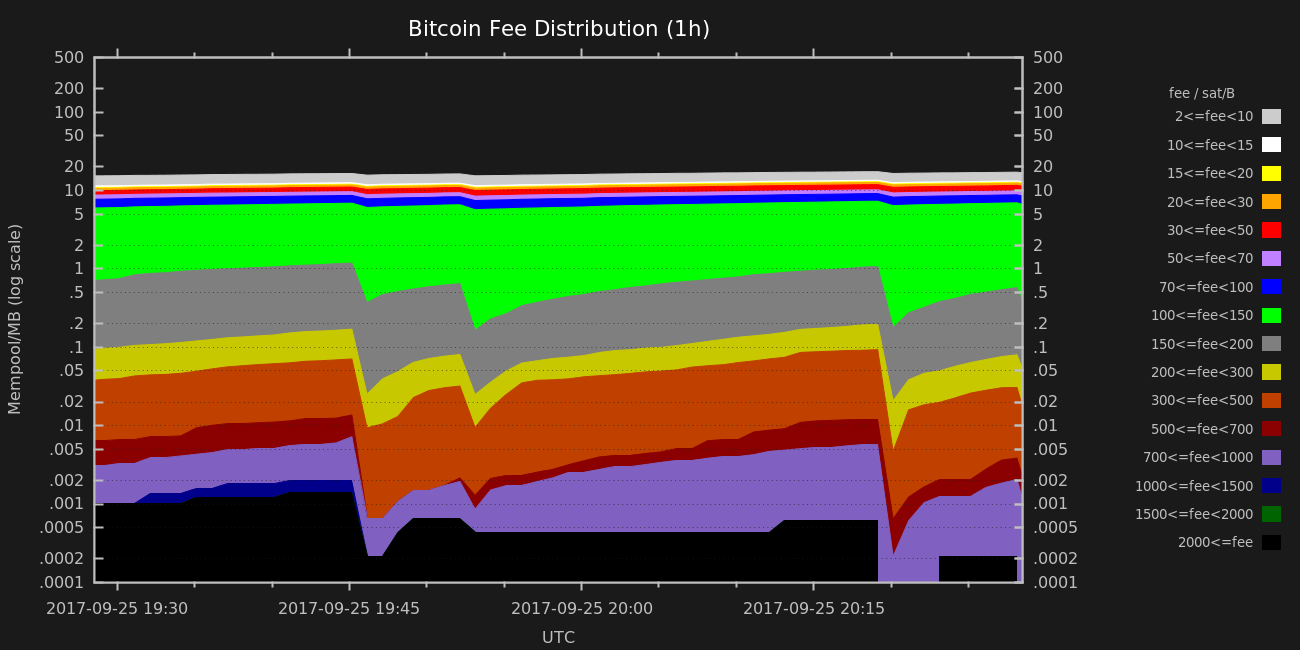 Bitcoin Fee Distribution (1h)
Mempool/MB (log scale)
500
200
100
50
20
10
5
2
1
.5
.2
.1
.05
.02
.01
.005
.002
.001
.0005
.0002
.0001
500
200
100
50
20
10
5
2
1
.5
.2
.1
.05
.02
.01
.005
.002
.001
.0005
.0002
.0001
2017-09-25 19:30
2017-09-25 19:45
2017-09-25 20:00
2017-09-25 20:15
UTC
fee / sat/B
2<=fee<10
10<=fee<15
15<=fee<20
20<=fee<30
30<=fee<50
50<=fee<70
70<=fee<100
100<=fee<150
150<=fee<200
200<=fee<300
300<=fee<500
500<=fee<700
700<=fee<1000
1000<=fee<1500
1500<=fee<2000
2000<=fee